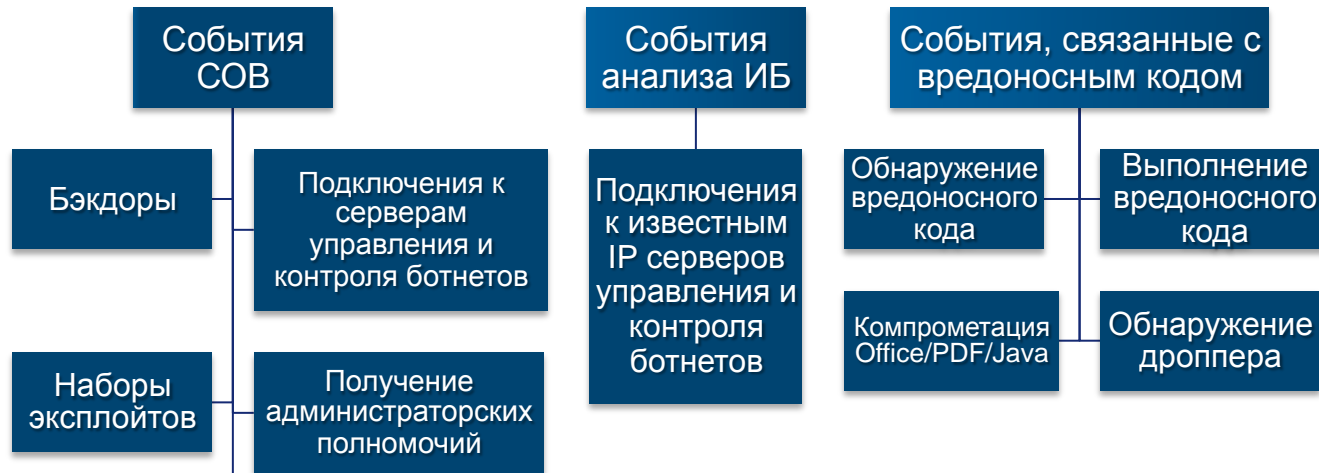 События
СОВ
Бэкдоры
Подключения к
серверам
управления и
контроля ботнетов
Наборы
эксплойтов
Получение
администраторских
полномочий
События
анализа ИБ
Подключения
к известным
IP серверов
управления и
контроля
ботнетов
События, связанные с
вредоносным кодом
Обнаружение
вредоносного
кода
Выполнение
вредоносного
кода
Компрометация
Office/PDF/Java
Обнаружение
дроппера